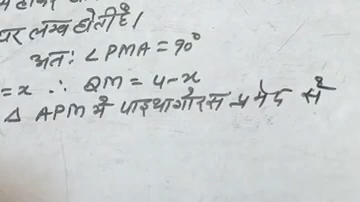 पर लम्ब होती है।
अतः ∠PMA = 90°
= x ∴ QM = 4-x
Δ APM में पाइथागोरस प्रमेय से